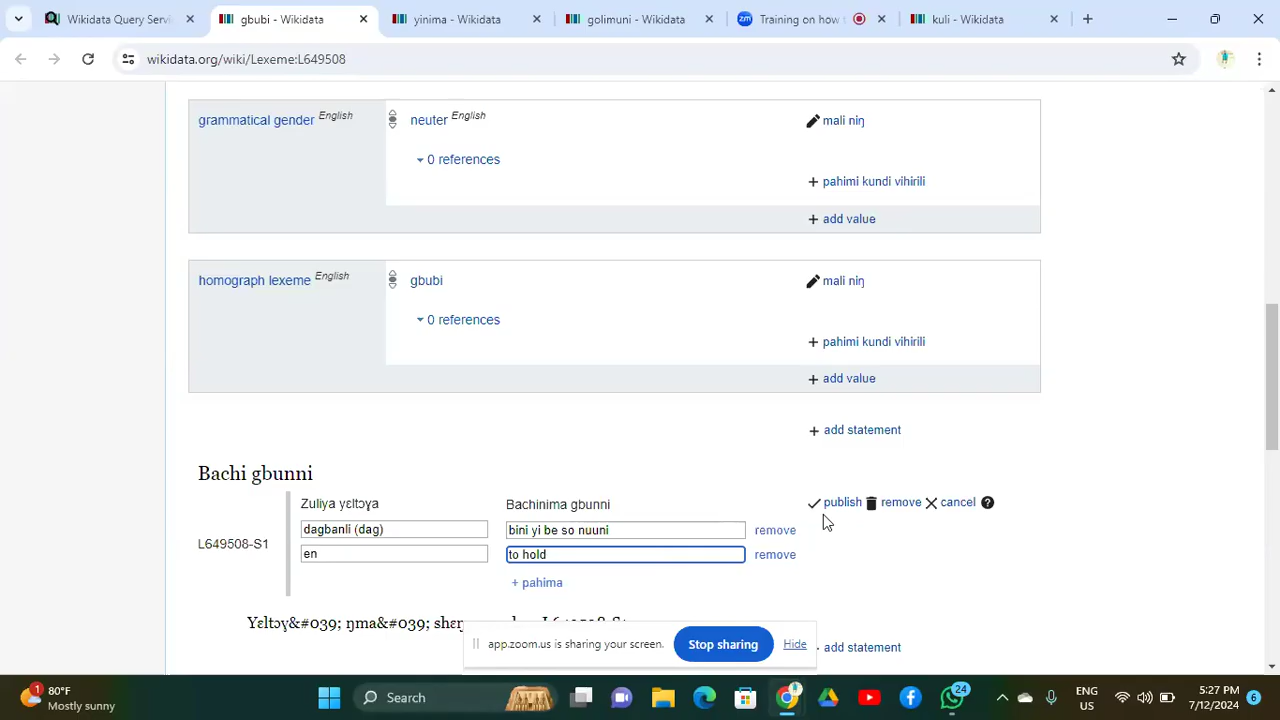 Wikidata Query Servic
gbubi - Wikidata
yinima - Wikidata
golimuni - Wikidata
Training on how
kuli - Wikidata
wikidata.org/wiki/Lexeme:L649508
grammatical gender English
neuter English
mali niŋ
0 references
+ pahimi kundi vihirili
+ add value
homograph lexeme English
gbubi
mali niŋ
0 references
+ pahimi kundi vihirili
+ add value
+ add statement
Bachi gbunni
Zuliya yɛltɔɣa
Bachinima gbunni
publish remove cancel
dagbanli (dag)
bini yi be so nuuni
remove
L649508-S1
en
to hold
remove
+ pahima
Yɛltɔɣ&#039; ŋma&#039;
app.zoom.us is sharing your screen.
Stop sharing
Hide
add statement
1
80°F
Mostly sunny
Search
24
ENG
US
5:27 PM
7/12/2024
6